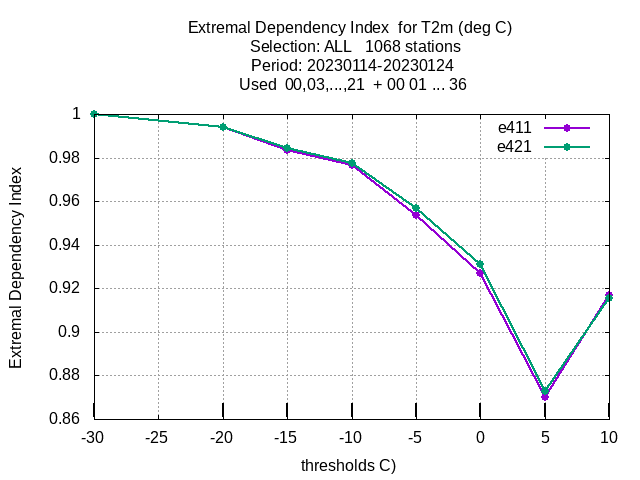 Extremal Dependency Index  for T2m (deg C)
Selection: ALL   1068 stations
Period: 20230114-20230124
Used  00,03,...,21  + 00 01 ... 36
e411
e421
1
0.98
0.96
0.94
0.92
0.9
0.88
0.86
Extremal Dependency Index
-30 -25 -20 -15 -10 -5 0 5 10
thresholds C)